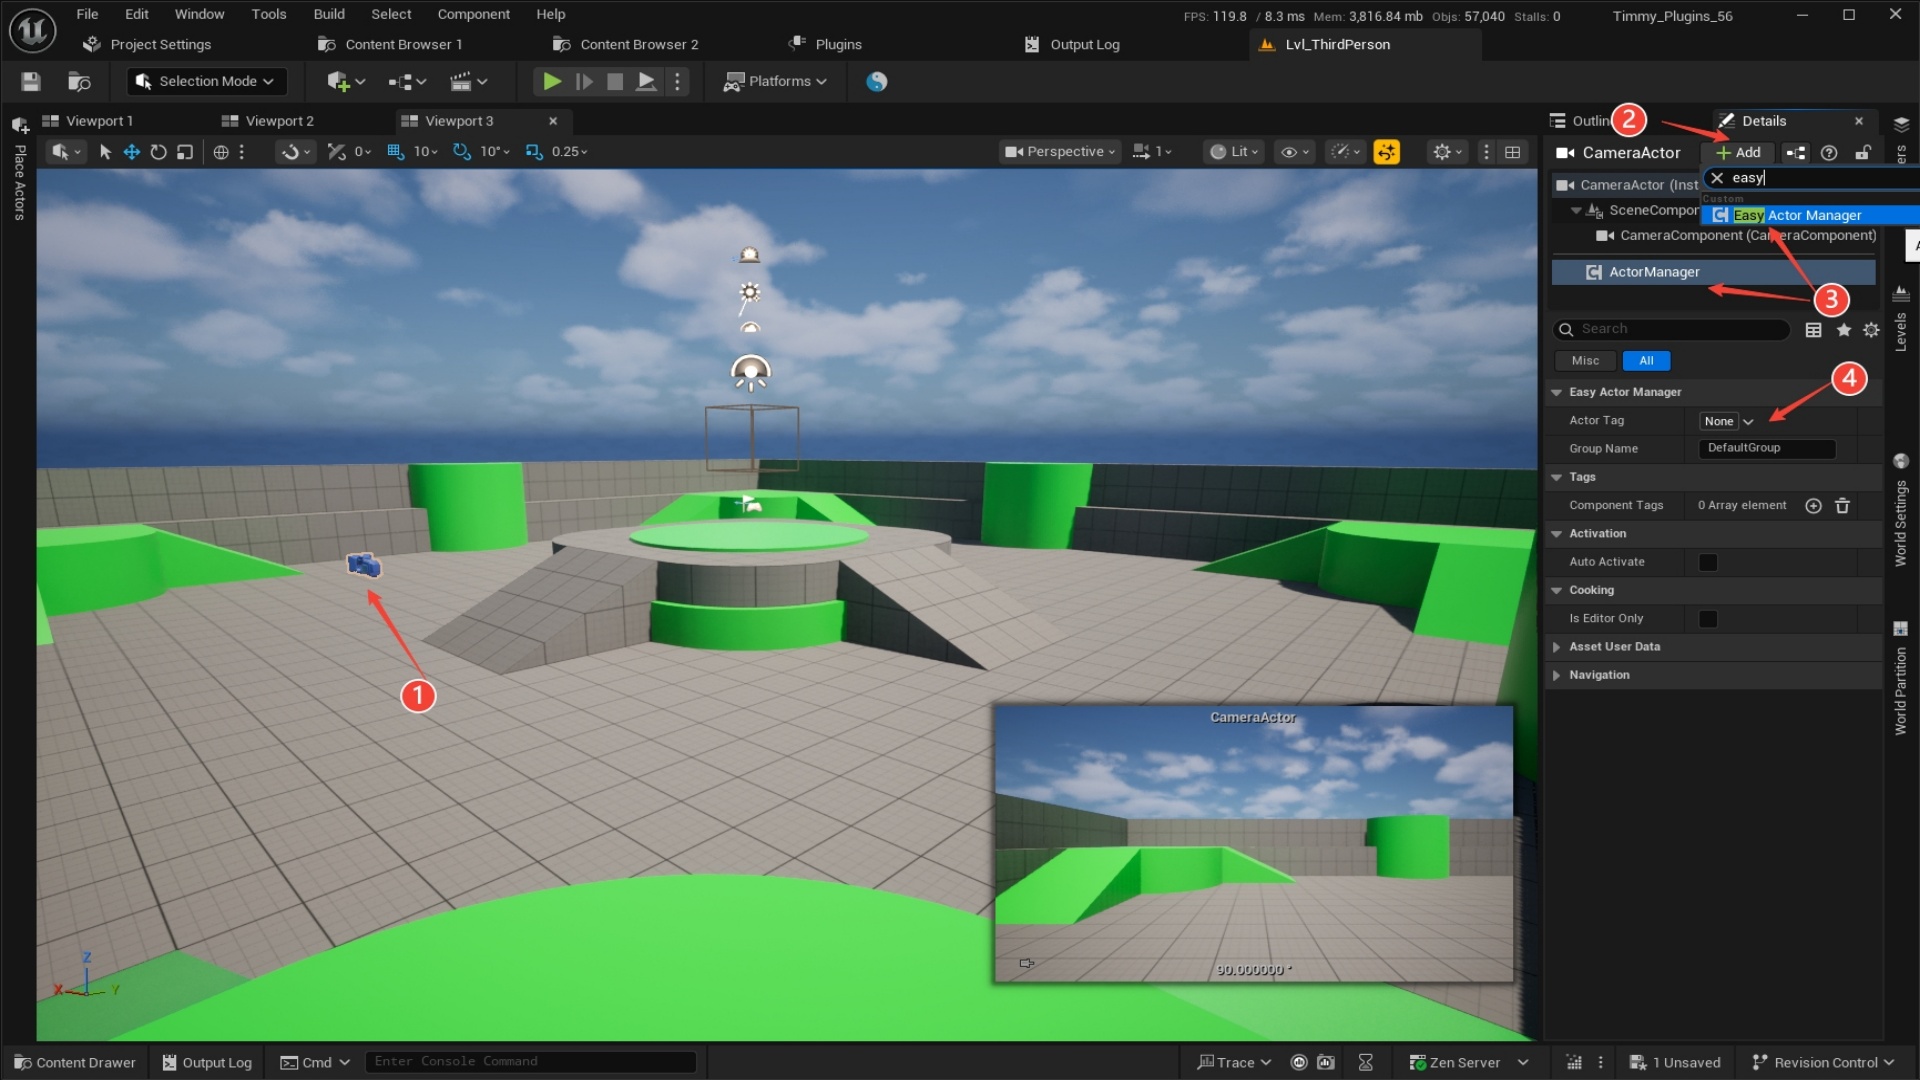 File Edit Window Tools Build Select Component Help
FPS: 119.8 / 8.3 ms Mem: 3,816.84 mb Objs: 57,040 Stalls: 0
Timmy_Plugins_56
Project Settings
Content Browser 1
Content Browser 2
Plugins
Output Log
Lvl_ThirdPerson
Selection Mode
Platforms
Viewport 1
Viewport 2
Viewport 3
Place Actors
0
10
10°
0.25
Perspective
1
Lit
Outlin
2
Details
CameraActor
Add
easy
Custom
Easy Actor Manager
CameraActor (Inst
SceneCompor
CameraComponent (CameraComponent)
ActorManager
3
Search
Misc
All
4
Easy Actor Manager
Actor Tag
None
Group Name
DefaultGroup
Tags
Component Tags
0 Array element
Activation
Auto Activate
Cooking
Is Editor Only
Asset User Data
Navigation
ers
Levels
World Settings
World Partition
1
CameraActor
90.000000 °
Z
X
Y
Content Drawer
Output Log
Cmd
Enter Console Command
Trace
Zen Server
1 Unsaved
Revision Control